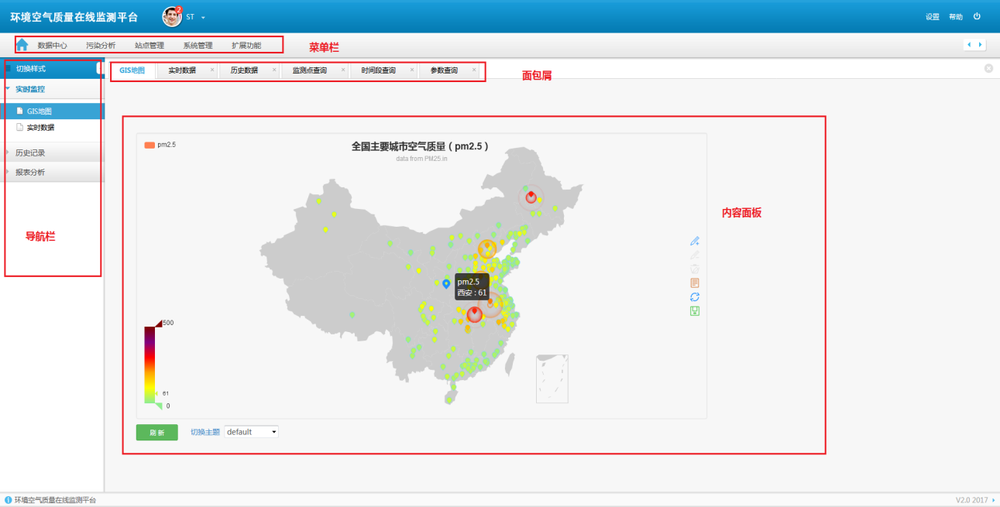 环境空气质量在线监测平台 2 ST 设置 帮助
数据中心 污染分析 站点管理 系统管理 扩展功能 菜单栏
切换样式 GIS地图 实时数据 × 历史数据 × 监测点查询 × 时间段查询 × 参数查询 ×
面包屑
实时监控
GIS地图
实时数据
历史记录
报表分析
导航栏
pm2.5
全国主要城市空气质量（pm2.5）
data from PM25.in
内容面板
pm2.5
西安 : 61
500
61
0
刷 新 切换主题 default
环境空气质量在线监测平台 V2.0 2017